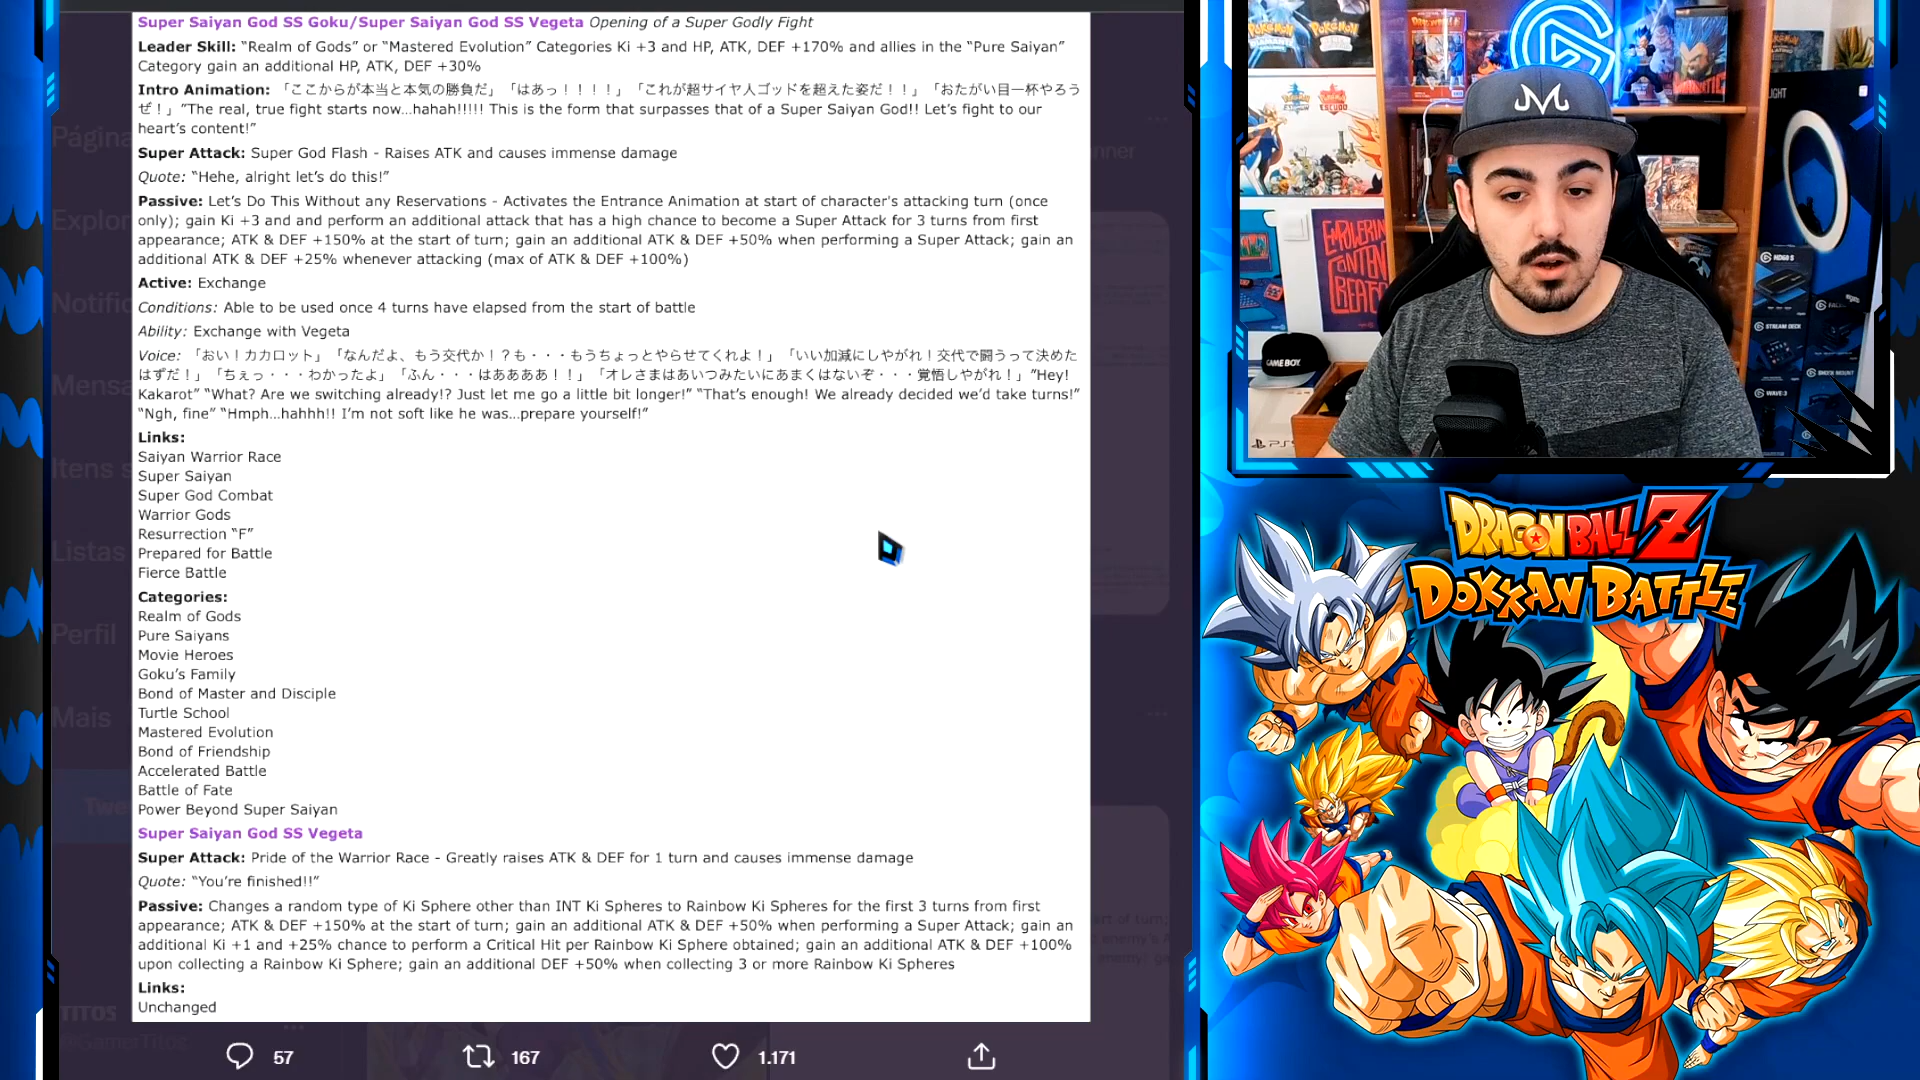 Super Saiyan God SS Goku/Super Saiyan God SS Vegeta Opening of a Super Godly Fight
Leader Skill: “Realm of Gods” or “Mastered Evolution” Categories Ki +3 and HP, ATK, DEF +170% and allies in the “Pure Saiyan”
Category gain an additional HP, ATK, DEF +30%
Intro Animation: 「ここからが本当と本気の勝負だ」「はあっ！！！！」「これが超サイヤ人ゴッドを超えた姿だ！！」「おたがい目一杯やろう
ぜ！」”The real, true fight starts now...hahah!!!!! This is the form that surpasses that of a Super Saiyan God!! Let’s fight to our
heart’s content!”
Super Attack: Super God Flash - Raises ATK and causes immense damage
Quote: “Hehe, alright let’s do this!”
Passive: Let’s Do This Without any Reservations - Activates the Entrance Animation at start of character's attacking turn (once
only); gain Ki +3 and and perform an additional attack that has a high chance to become a Super Attack for 3 turns from first
appearance; ATK & DEF +150% at the start of turn; gain an additional ATK & DEF +50% when performing a Super Attack; gain an
additional ATK & DEF +25% whenever attacking (max of ATK & DEF +100%)
Active: Exchange
Conditions: Able to be used once 4 turns have elapsed from the start of battle
Ability: Exchange with Vegeta
Voice: 「おい！カカロット」「なんだよ、もう交代か！？も・・・もうちょっとやらせてくれよ！」「いい加減にしやがれ！交代で闘うって決めた
はずだ！」「ちぇっ・・・わかったよ」「ふん・・・はああああ！！」「オレさまはあいつみたいにあまくはないぞ・・・覚悟しやがれ！」”Hey!
Kakarot” “What? Are we switching already!? Just let me go a little bit longer!” “That’s enough! We already decided we’d take turns!”
“Ngh, fine” “Hmph...hahhh!! I’m not soft like he was...prepare yourself!”
Links:
Saiyan Warrior Race
Super Saiyan
Super God Combat
Warrior Gods
Resurrection “F”
Prepared for Battle
Fierce Battle
Categories:
Realm of Gods
Pure Saiyans
Movie Heroes
Goku’s Family
Bond of Master and Disciple
Turtle School
Mastered Evolution
Bond of Friendship
Accelerated Battle
Battle of Fate
Power Beyond Super Saiyan
Super Saiyan God SS Vegeta
Super Attack: Pride of the Warrior Race - Greatly raises ATK & DEF for 1 turn and causes immense damage
Quote: “You’re finished!!”
Passive: Changes a random type of Ki Sphere other than INT Ki Spheres to Rainbow Ki Spheres for the first 3 turns from first
appearance; ATK & DEF +150% at the start of turn; gain an additional ATK & DEF +50% when performing a Super Attack; gain an
additional Ki +1 and +25% chance to perform a Critical Hit per Rainbow Ki Sphere obtained; gain an additional ATK & DEF +100%
upon collecting a Rainbow Ki Sphere; gain an additional DEF +50% when collecting 3 or more Rainbow Ki Spheres
Links:
Unchanged
57
167
1.171
Página
Explor
Notific
Mensa
Itens s
Listas
Perfil
Mais
Twe
GAME BOY
STREAM DECK
HD60 S
WAVE:3
DRAGON BALL Z
DOKKAN BATTLE